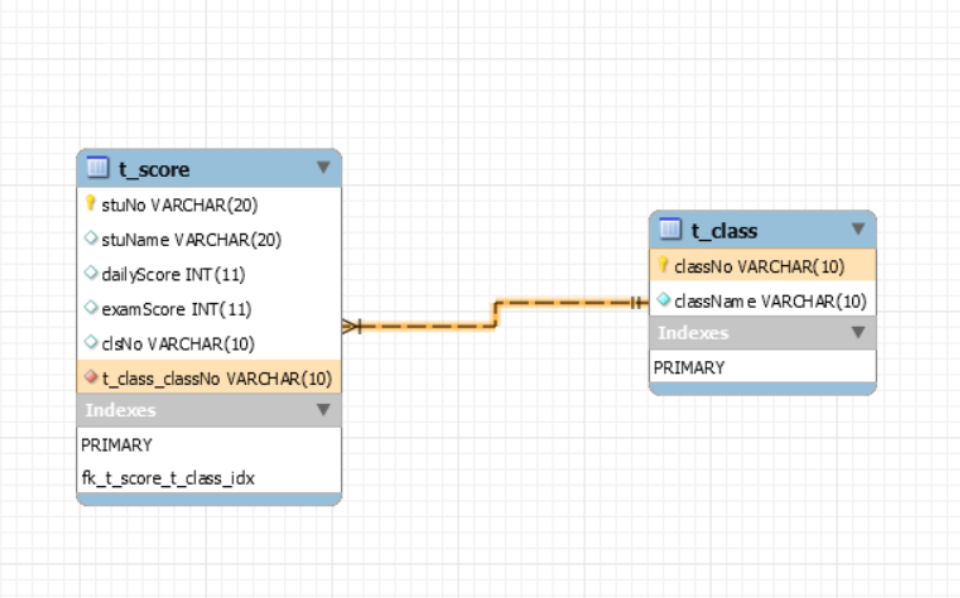 t_score
stuNo VARCHAR(20)
stuName VARCHAR(20)
dailyScore INT(11)
examScore INT(11)
clsNo VARCHAR(10)
t_class_classNo VARCHAR(10)
Indexes
PRIMARY
fk_t_score_t_class_idx
t_class
classNo VARCHAR(10)
className VARCHAR(10)
Indexes
PRIMARY